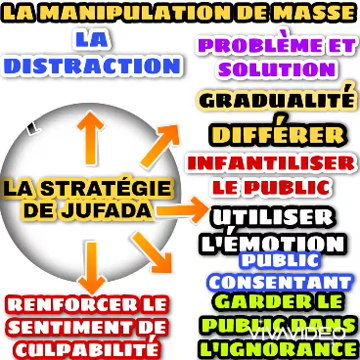 LA MANIPULATION DE MASSE
LA
DISTRACTION
PROBLÈME ET
SOLUTION
GRADUALITÉ
DIFFÉRER
INFANTILISER
LE PUBLIC
LA STRATÉGIE
DE JUFADA
UTILISER
L'ÉMOTION
PUBLIC
CONSENTANT
RENFORCER LE
SENTIMENT DE
CULPABILITÉ
GARDER LE
PUBLIC DANS
L'IGNORANCE
VIVAVIDEO